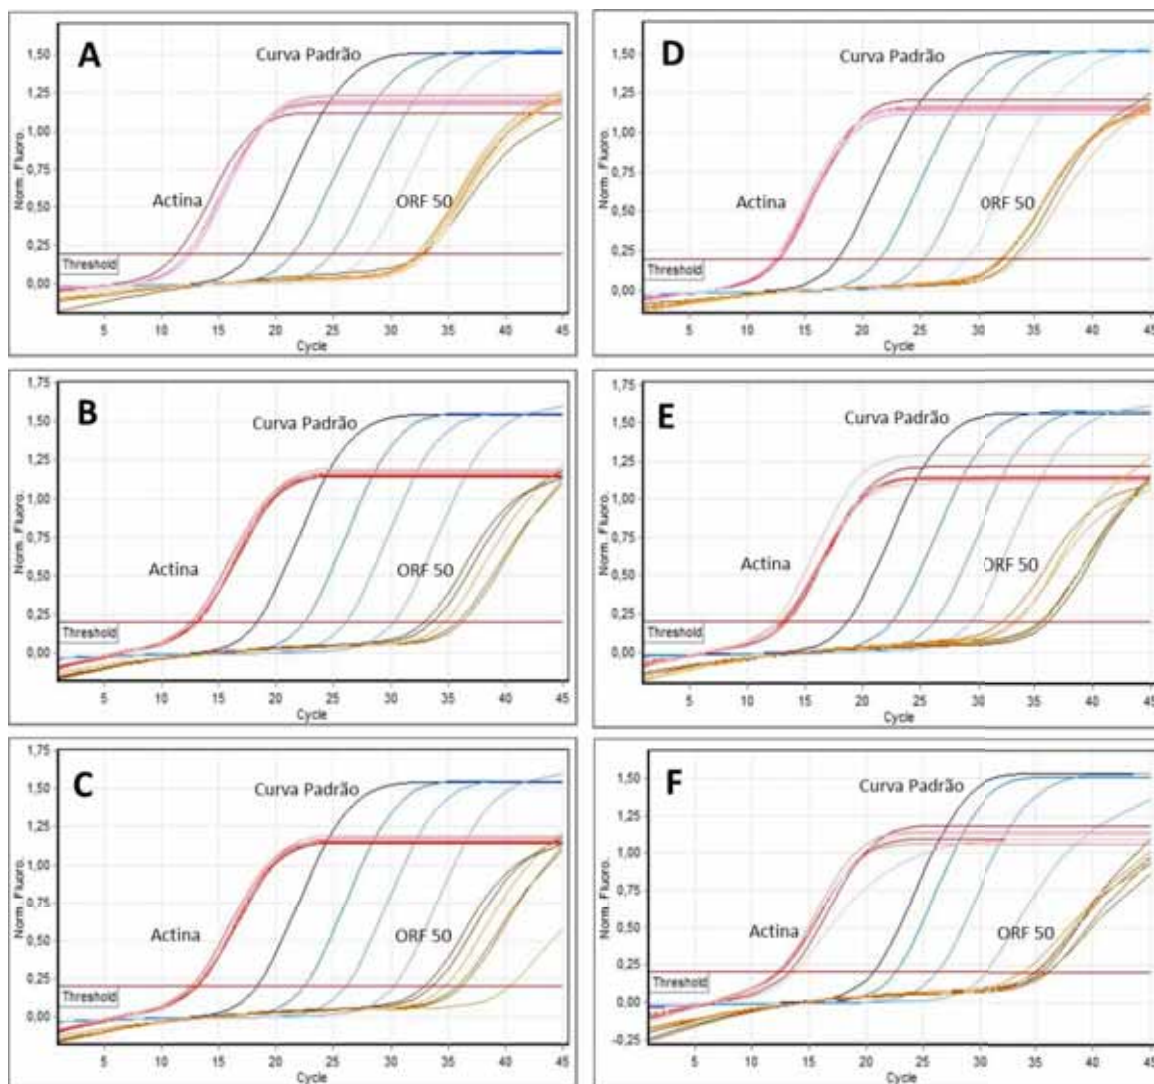 A
Curva Padrão
Actina
ORF 50
Threshold
Norm. Fluoro.
1,50
1,25
1,00
0,75
0,50
0,25
0,00
5 10 15 20 25 30 35 40 45
Cycle
D
Curva Padrão
Actina
0RF 50
Threshold
Norm. Fluoro.
1,50
1,25
1,00
0,75
0,50
0,25
0,00
5 10 15 20 25 30 35 40 45
Cycle
B
Curva Padrão
Actina
ORF 50
Threshold
Norm. Fluoro.
1,75
1,50
1,25
1,00
0,75
0,50
0,25
0,00
5 10 15 20 25 30 35 40 45
Cycle
E
Curva Padrão
Actina
ORF 50
Threshold
Norm. Fluoro.
1,75
1,50
1,25
1,00
0,75
0,50
0,25
0,00
5 10 15 20 25 30 35 40 45
Cycle
C
Curva Padrão
Actina
ORF 50
Threshold
Norm. Fluoro.
1,75
1,50
1,25
1,00
0,75
0,50
0,25
0,00
5 10 15 20 25 30 35 40 45
Cycle
F
Curva Padrão
Actina
ORF 50
Threshold
Norm. Fluoro.
1,50
1,25
1,00
0,75
0,50
0,25
0,00
-0,25
5 10 15 20 25 30 35 40 45
Cycle